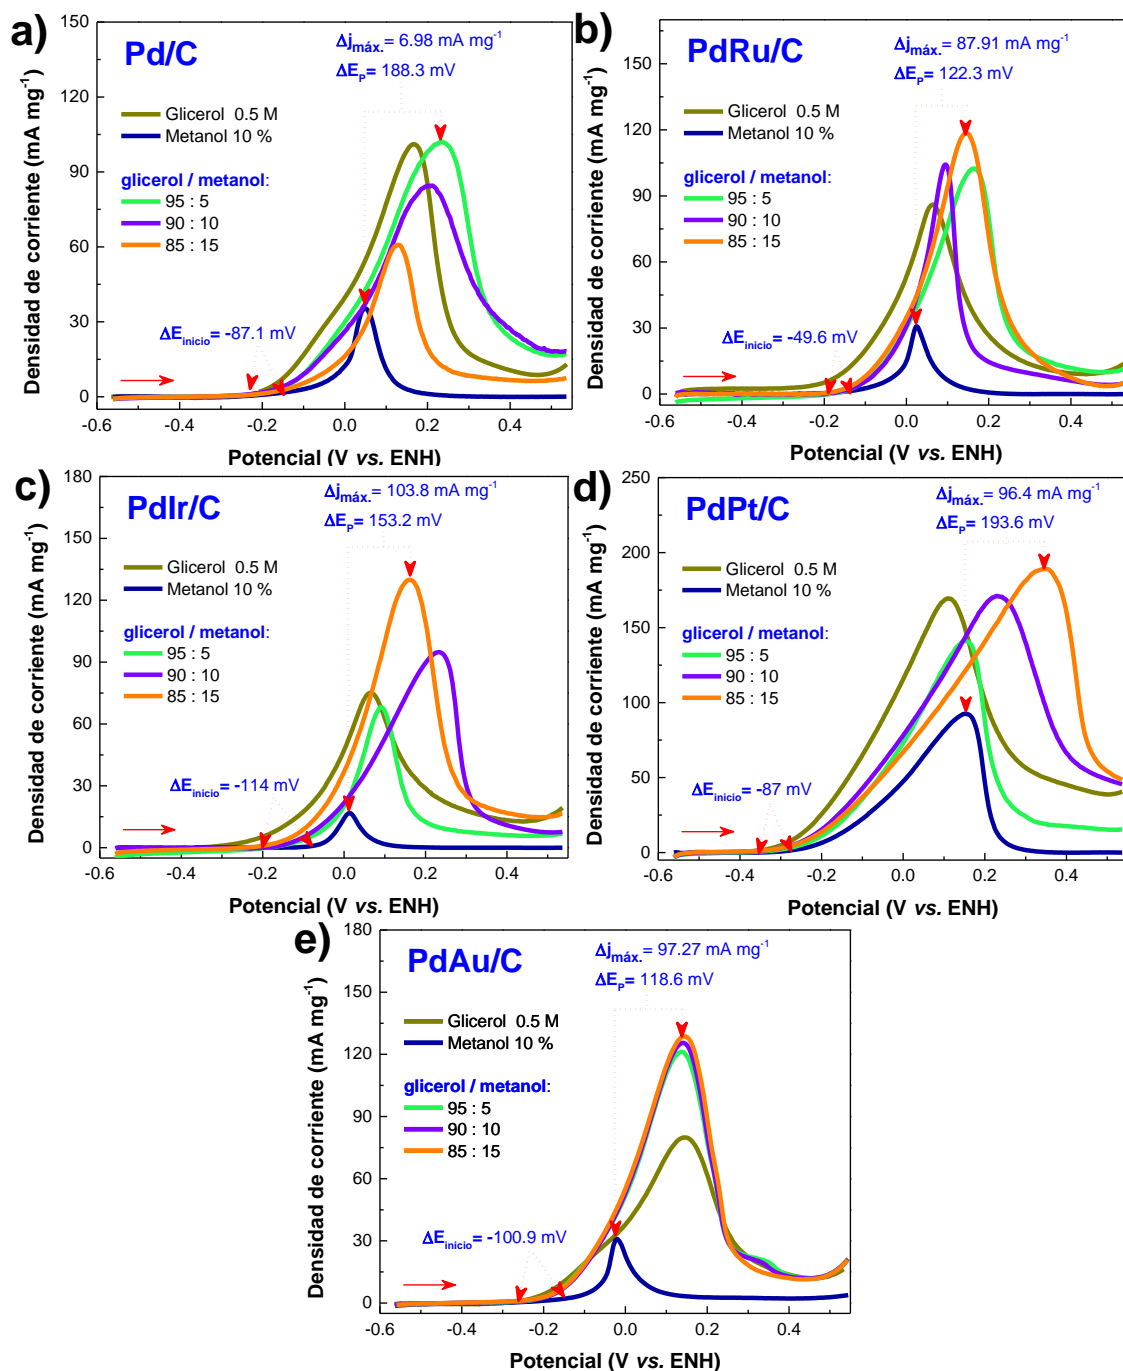 a)
Pd/C
Δj máx.= 6.98 mA mg-1
ΔEP= 188.3 mV
Glicerol 0.5 M
Metanol 10 %
glicerol / metanol:
95 : 5
90 : 10
85 : 15
ΔEinicio= -87.1 mV
150
120
90
60
30
0
-0.6 -0.4 -0.2 0.0 0.2 0.4
Densidad de corriente (mA mg-1)
Potencial (V vs. ENH)
b)
PdRu/C
Δj máx.= 87.91 mA mg-1
ΔEP= 122.3 mV
Glicerol 0.5 M
Metanol 10 %
glicerol / metanol:
95 : 5
90 : 10
85 : 15
ΔEinicio= -49.6 mV
150
120
90
60
30
0
-0.6 -0.4 -0.2 0.0 0.2 0.4
Densidad de corriente (mA mg-1)
Potencial (V vs. ENH)
c)
PdIr/C
Δj máx.= 103.8 mA mg-1
ΔEP= 153.2 mV
Glicerol 0.5 M
Metanol 10 %
glicerol / metanol:
95 : 5
90 : 10
85 : 15
ΔEinicio= -114 mV
180
150
120
90
60
30
0
-0.6 -0.4 -0.2 0.0 0.2 0.4
Densidad de corriente (mA mg-1)
Potencial (V vs. ENH)
d)
PdPt/C
Δj máx.= 96.4 mA mg-1
ΔEP= 193.6 mV
Glicerol 0.5 M
Metanol 10 %
glicerol / metanol:
95 : 5
90 : 10
85 : 15
ΔEinicio= -87 mV
250
200
150
100
50
0
-0.6 -0.4 -0.2 0.0 0.2 0.4
Densidad de corriente (mA mg-1)
Potencial (V vs. ENH)
e)
PdAu/C
Δj máx.= 97.27 mA mg-1
ΔEP= 118.6 mV
Glicerol 0.5 M
Metanol 10 %
glicerol / metanol:
95 : 5
90 : 10
85 : 15
ΔEinicio= -100.9 mV
180
150
120
90
60
30
0
-0.6 -0.4 -0.2 0.0 0.2 0.4
Densidad de corriente (mA mg-1)
Potencial (V vs. ENH)